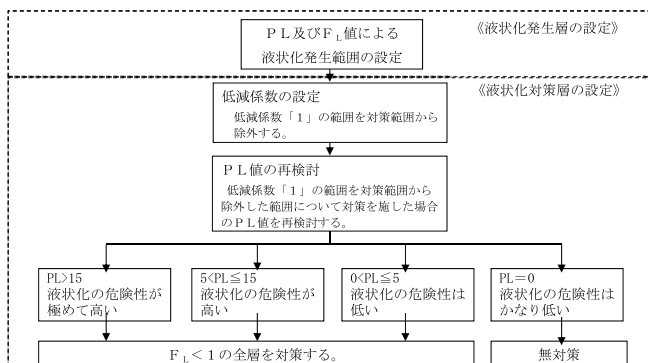 PL及びFL値による
液状化発生範囲の設定
《液状化発生層の設定》
《液状化対策層の設定》
低減係数の設定
低減係数「1」の範囲を対策範囲から
除外する。
PL値の再検討
低減係数「1」の範囲を対策範囲から
除外した範囲について対策を施した場合
のPL値を再検討する。
PL>15
液状化の危険性が
極めて高い
5<PL≦15
液状化の危険性が
高い
0<PL≦5
液状化の危険性は
低い
PL=0
液状化の危険性は
かなり低い
FL<1の全層を対策する。
無対策